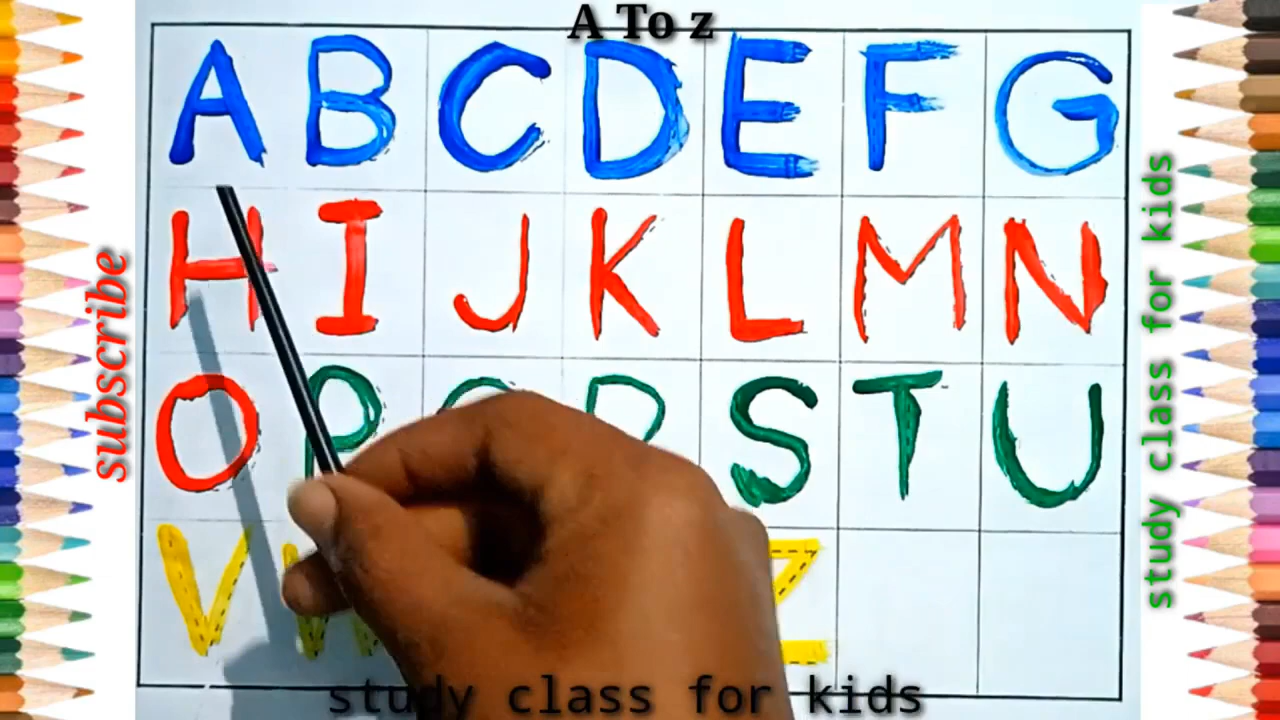 A To z
A B C D E F G
H I J K L M N
O P Q R S T U
V W Z
subscribe
study class for kids
study class for kids